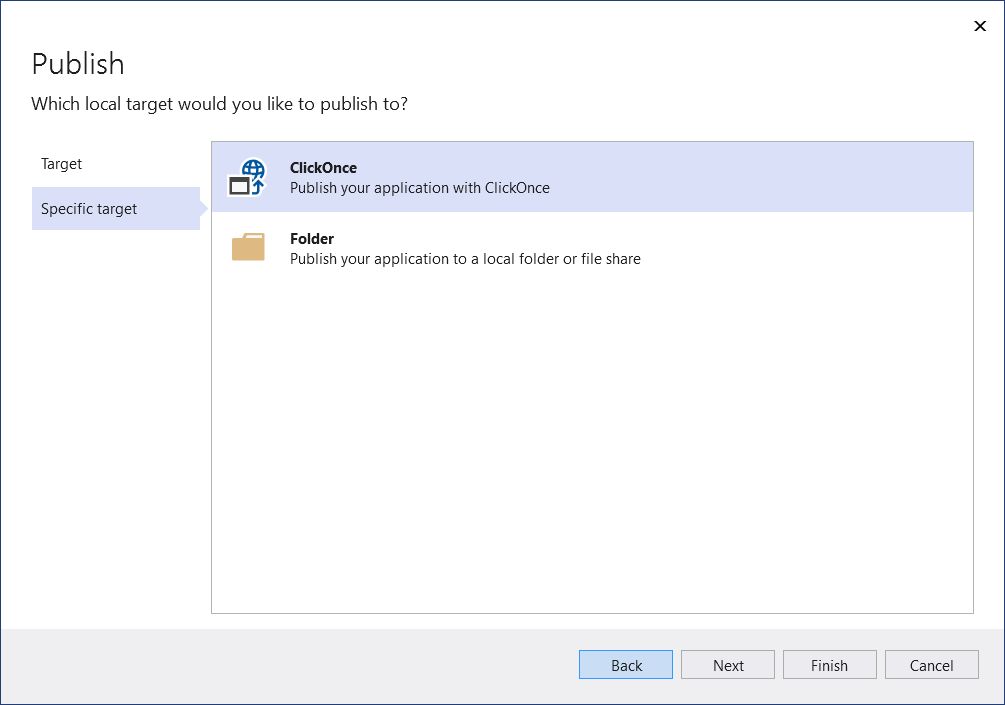 Publish
Which local target would you like to publish to?
Target
Specific target
ClickOnce
Publish your application with ClickOnce
Folder
Publish your application to a local folder or file share
Back
Next
Finish
Cancel